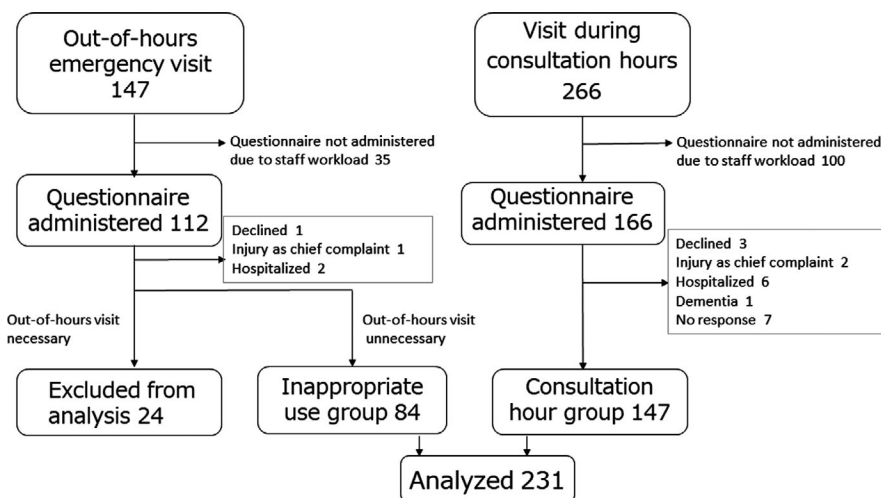 Out-of-hours
emergency visit
147
Visit during
consultation hours
266
Questionnaire not administered
due to staff workload 35
Questionnaire not administered
due to staff workload 100
Questionnaire
administered 112
Questionnaire
administered 166
Declined 1
Injury as chief complaint 1
Hospitalized 2
Declined 3
Injury as chief complaint 2
Hospitalized 6
Dementia 1
No response 7
Out-of-hours visit
necessary
Out-of-hours visit
unnecessary
Excluded from
analysis 24
Inappropriate
use group 84
Consultation
hour group 147
Analyzed 231